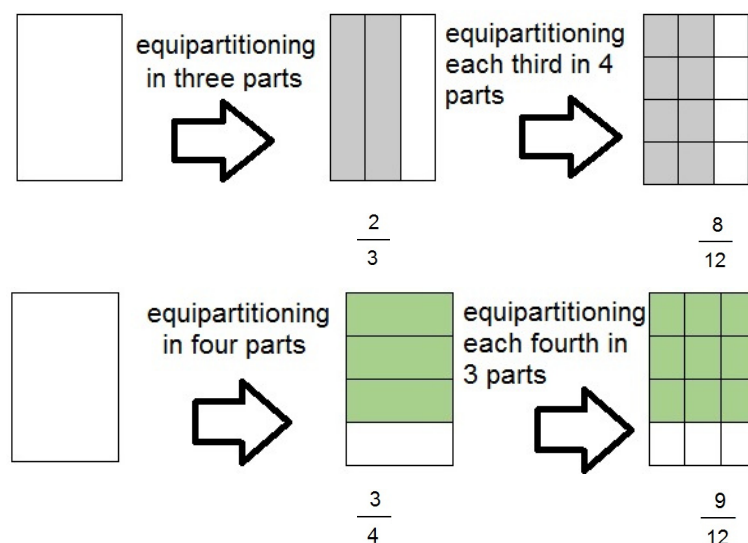 equipartitioning
in three parts
equipartitioning
each third in 4
parts
2
3
8
12
equipartitioning
in four parts
equipartitioning
each fourth in
3 parts
3
4
9
12